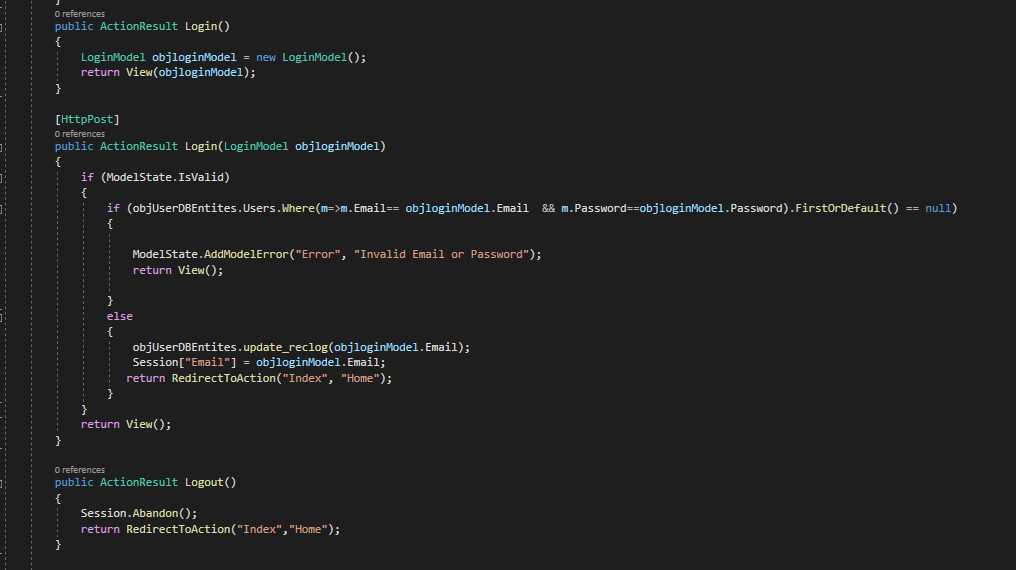 }
0 references
public ActionResult Login()
{
LoginModel objloginModel = new LoginModel();
return View(objloginModel);
}
[HttpPost]
0 references
public ActionResult Login(LoginModel objloginModel)
{
if (ModelState.IsValid)
{
if (objUserDBEntites.Users.Where(m=>m.Email== objloginModel.Email  && m.Password==objloginModel.Password).FirstOrDefault() == null)
{
ModelState.AddModelError("Error", "Invalid Email or Password");
return View();
}
else
{
objUserDBEntites.update_reclog(objloginModel.Email);
Session["Email"] = objloginModel.Email;
return RedirectToAction("Index", "Home");
}
}
return View();
}
0 references
public ActionResult Logout()
{
Session.Abandon();
return RedirectToAction("Index","Home");
}